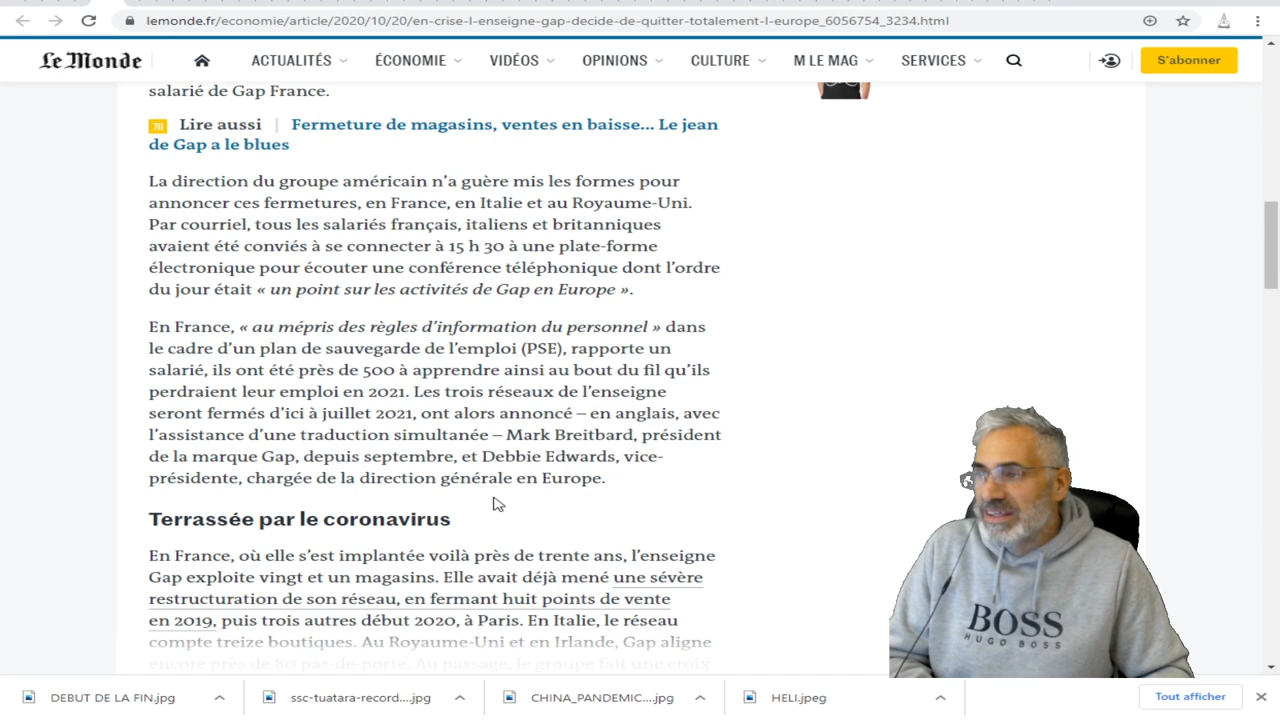 lemonde.fr/economie/article/2020/10/20/en-crise-l-enseigne-gap-decide-de-quitter-totalement-l-europe_6056754_3234.html
Le Monde
ACTUALITÉS
ÉCONOMIE
VIDÉOS
OPINIONS
CULTURE
M LE MAG
SERVICES
S'abonner
salarié de Gap France.
Lire aussi | Fermeture de magasins, ventes en baisse… Le jean
de Gap a le blues
La direction du groupe américain n’a guère mis les formes pour
annoncer ces fermetures, en France, en Italie et au Royaume-Uni.
Par courriel, tous les salariés français, italiens et britanniques
avaient été conviés à se connecter à 15 h 30 à une plate-forme
électronique pour écouter une conférence téléphonique dont l’ordre
du jour était « un point sur les activités de Gap en Europe ».
En France, « au mépris des règles d’information du personnel » dans
le cadre d’un plan de sauvegarde de l’emploi (PSE), rapporte un
salarié, ils ont été près de 500 à apprendre ainsi au bout du fil qu’ils
perdraient leur emploi en 2021. Les trois réseaux de l’enseigne
seront fermés d’ici à juillet 2021, ont alors annoncé – en anglais, avec
l’assistance d’une traduction simultanée – Mark Breitbard, président
de la marque Gap, depuis septembre, et Debbie Edwards, vice-
présidente, chargée de la direction générale en Europe.
Terrassée par le coronavirus
En France, où elle s’est implantée voilà près de trente ans, l’enseigne
Gap exploite vingt et un magasins. Elle avait déjà mené une sévère
restructuration de son réseau, en fermant huit points de vente
en 2019, puis trois autres début 2020, à Paris. En Italie, le réseau
compte treize boutiques. Au Royaume-Uni et en Irlande, Gap aligne
encore près de 80 pas-de-porte. Au passage, le groupe fait une croix
BOSS
HUGO BOSS
DEBUT DE LA FIN.jpg
ssc-tuatara-record....jpg
CHINA_PANDEMIC....jpg
HELI.jpeg
Tout afficher